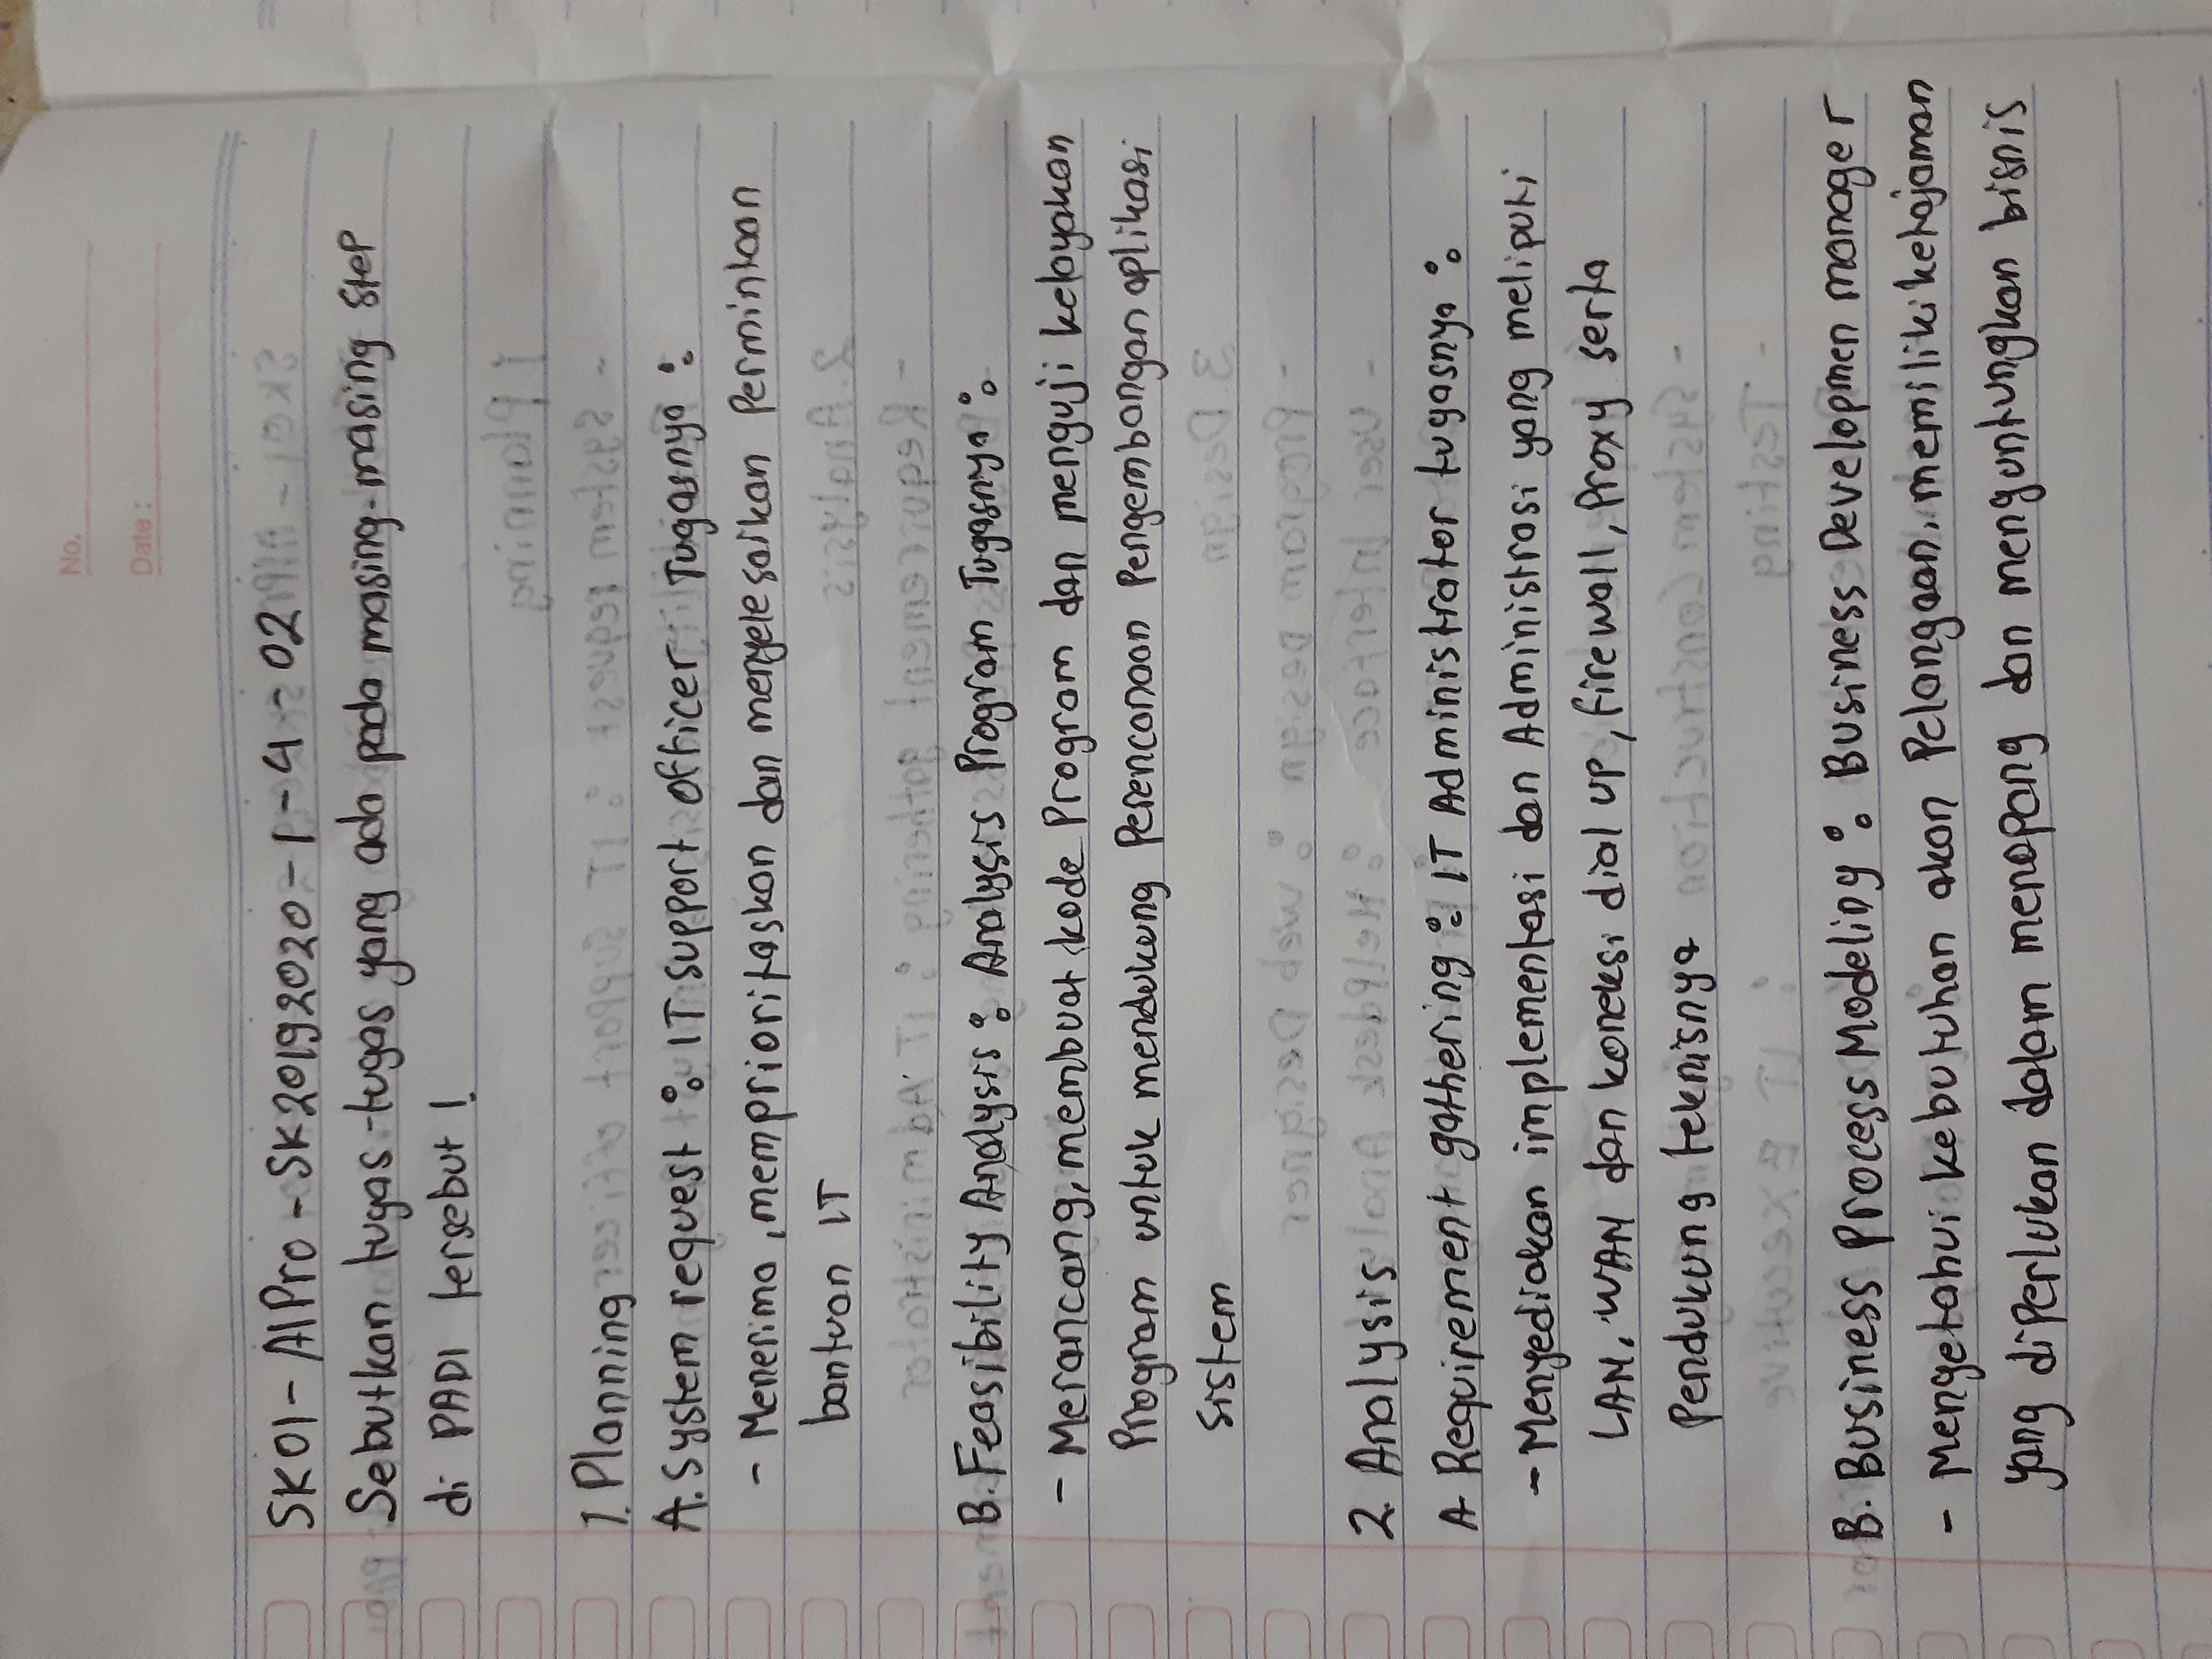 No.
Date :
SK01 - AlPro - SK20192020 - 1 - 4 - 02
Sebutkan tugas-tugas yang ada pada masing-masing step
di PADI tersebut !
1. Planning
A. System request : IT Support Officer Tugasnya :
- Menerima, memprioritaskan dan menyelesaikan Permintaan
bantuan IT
B. Feasibility Analysis : Analysis Program Tugasnya :
- Merancang, membuat kode Program dan menguji kelayakan
Program untuk mendukung Perencanaan Pengembangan aplikasi
sistem
2. Analysis
A Requirement gathering : IT Administrator tugasnya :
- Menyediakan implementasi dan Administrasi yang meliputi
LAN, WAN dan koneksi dial up, firewall, Proxy serta
Pendukung teknisnya
B. Business Process Modeling : Business Developmen manager
- Mengetahui kebutuhan akan Pelangaan, memiliki ketajaman
yang diperlukan dalam menopang dan menguntungkan bisnis